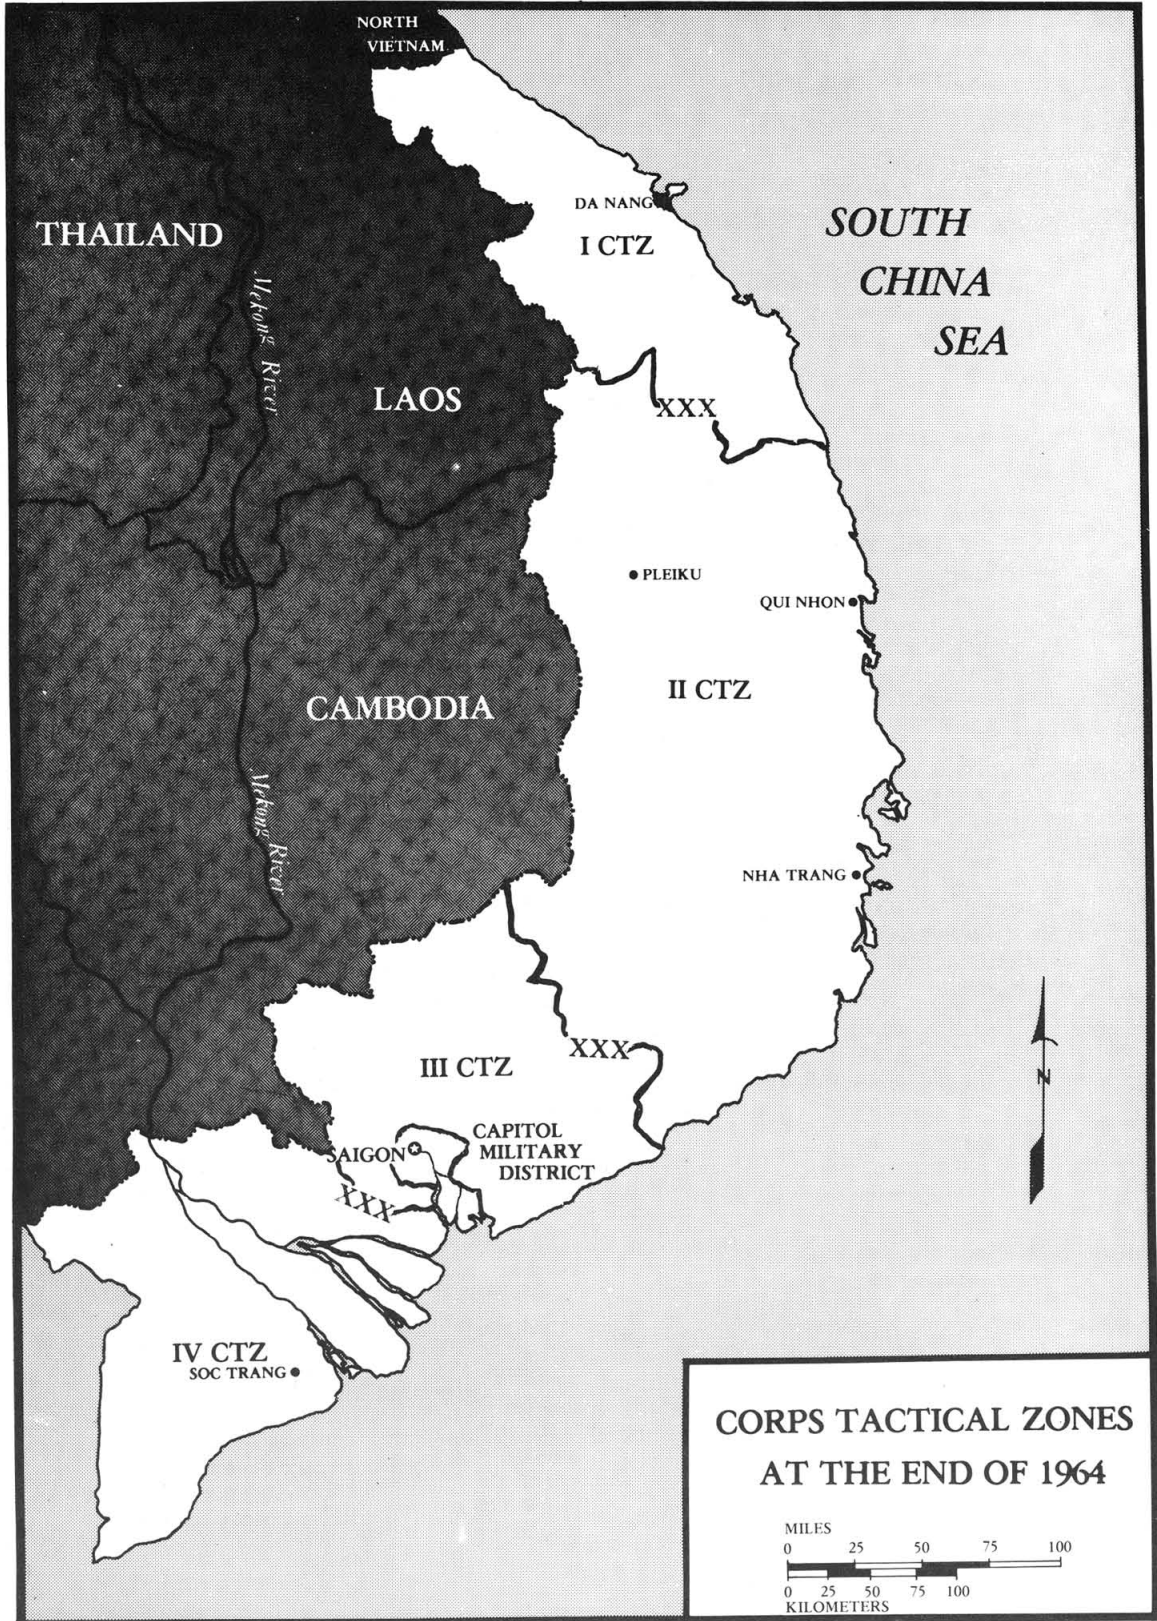 NORTH
VIETNAM
DA NANG
I CTZ
SOUTH
CHINA
SEA
THAILAND
Mekong River
LAOS
XXX
PLEIKU
QUI NHON
II CTZ
CAMBODIA
Mekong River
NHA TRANG
XXX
III CTZ
N
CAPITOL
MILITARY
DISTRICT
SAIGON
XXX
IV CTZ
SOC TRANG
CORPS TACTICAL ZONES
AT THE END OF 1964
MILES
0 25 50 75 100
0 25 50 75 100
KILOMETERS